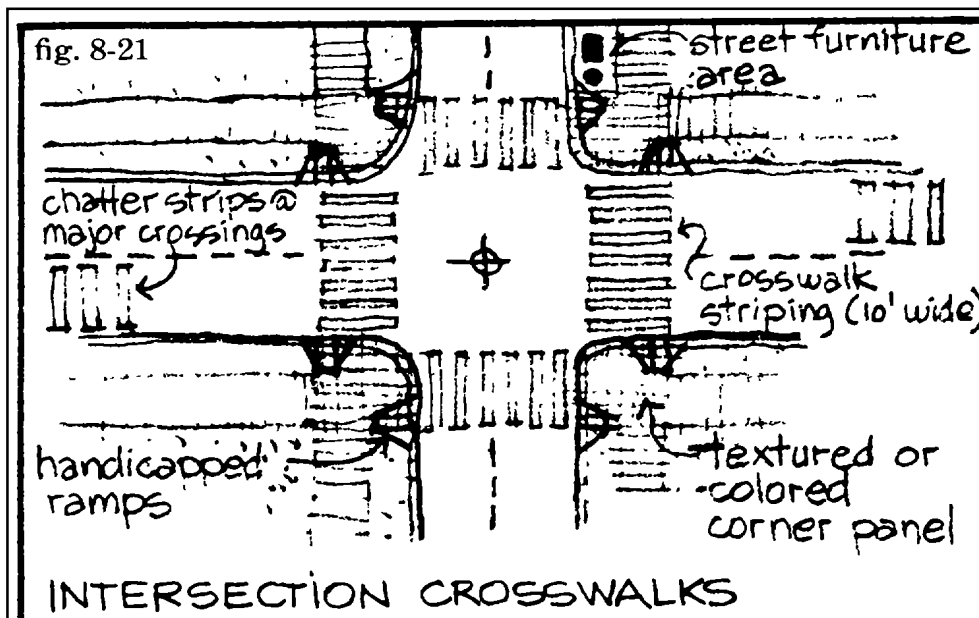 fig. 8-21
street furniture
area
chatter strips @
major crossings
crosswalk
striping (10' wide)
handicapped
ramps
textured or
colored
corner panel
INTERSECTION CROSSWALKS